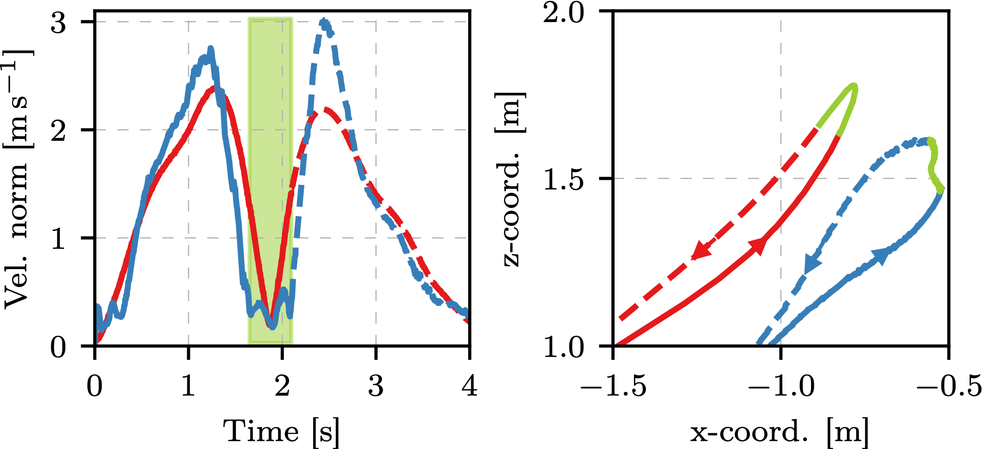 Vel. norm [m s⁻¹]
3
2
1
0
0 1 2 3 4
Time [s]
z-coord. [m]
2.0
1.5
1.0
−1.5 −1.0 −0.5
x-coord. [m]